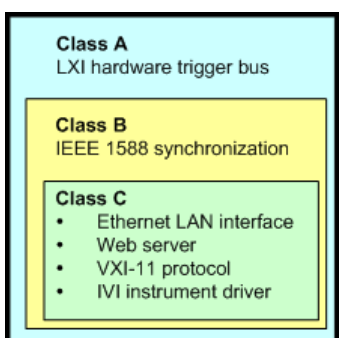 Class A
LXI hardware trigger bus
Class B
IEEE 1588 synchronization
Class C
• Ethernet LAN interface
• Web server
• VXI-11 protocol
• IVI instrument driver